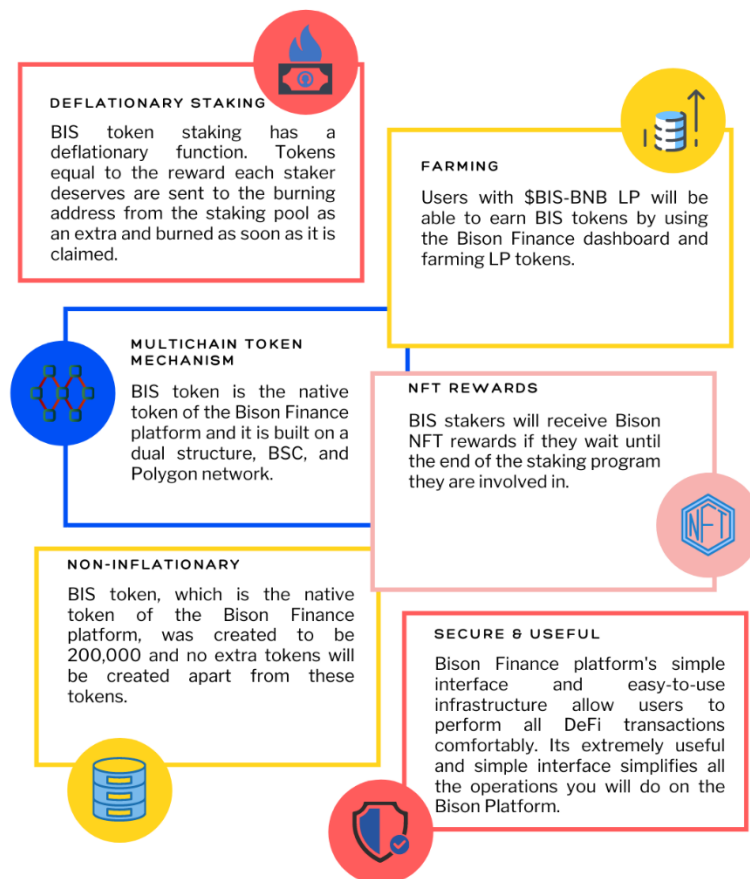 DEFLATIONARY STAKING
BIS token staking has a
deflationary function. Tokens
equal to the reward each staker
deserves are sent to the burning
address from the staking pool as
an extra and burned as soon as it is
claimed.
FARMING
Users with $BIS-BNB LP will be
able to earn BIS tokens by using
the Bison Finance dashboard and
farming LP tokens.
MULTICHAIN TOKEN
MECHANISM
BIS token is the native
token of the Bison Finance
platform and it is built on a
dual structure, BSC, and
Polygon network.
NFT REWARDS
BIS stakers will receive Bison
NFT rewards if they wait until
the end of the staking program
they are involved in.
NFT
NON-INFLATIONARY
BIS token, which is the native
token of the Bison Finance
platform, was created to be
200,000 and no extra tokens will
be created apart from these
tokens.
SECURE & USEFUL
Bison Finance platform's simple
interface and easy-to-use
infrastructure allow users to
perform all DeFi transactions
comfortably. Its extremely useful
and simple interface simplifies all
the operations you will do on the
Bison Platform.